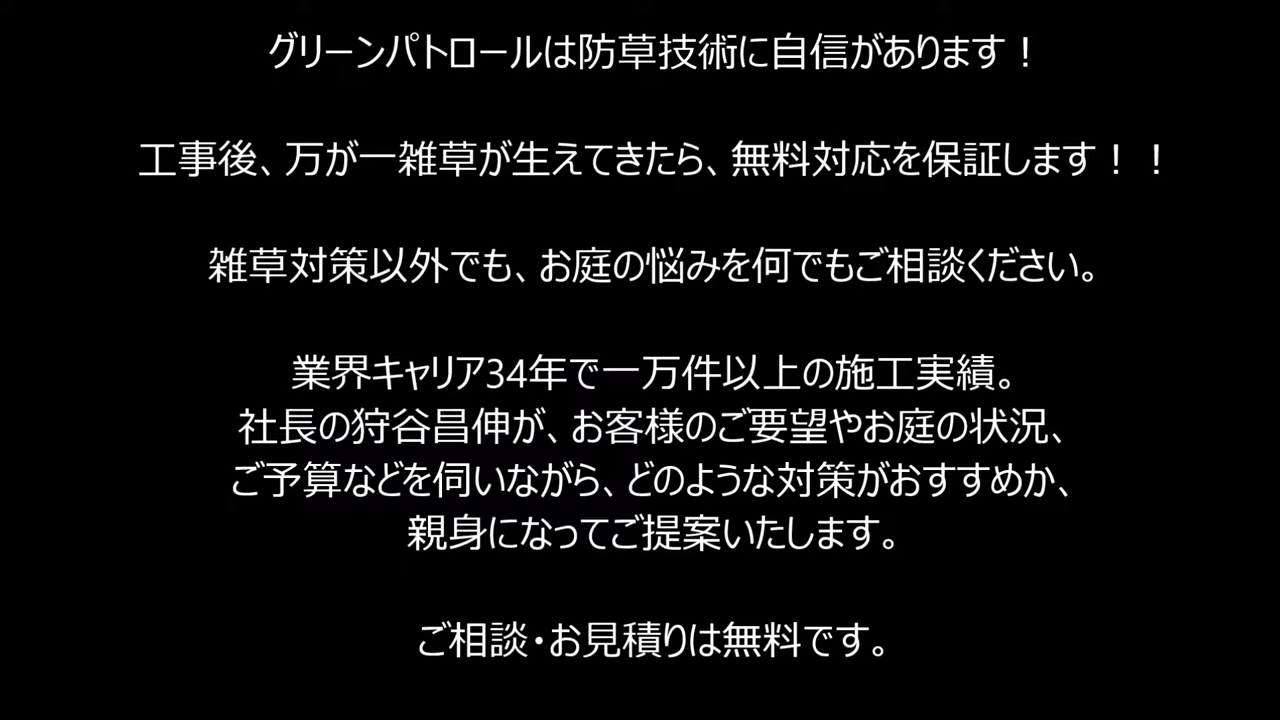 グリーンパトロールは防草技術に自信があります！
工事後、万が一雑草が生えてきたら、無料対応を保証します！！
雑草対策以外でも、お庭の悩みを何でもご相談ください。
業界キャリア34年で一万件以上の施工実績。
社長の狩谷昌伸が、お客様のご要望やお庭の状況、
ご予算などを伺いながら、どのような対策がおすすめか、
親身になってご提案いたします。
ご相談・お見積りは無料です。